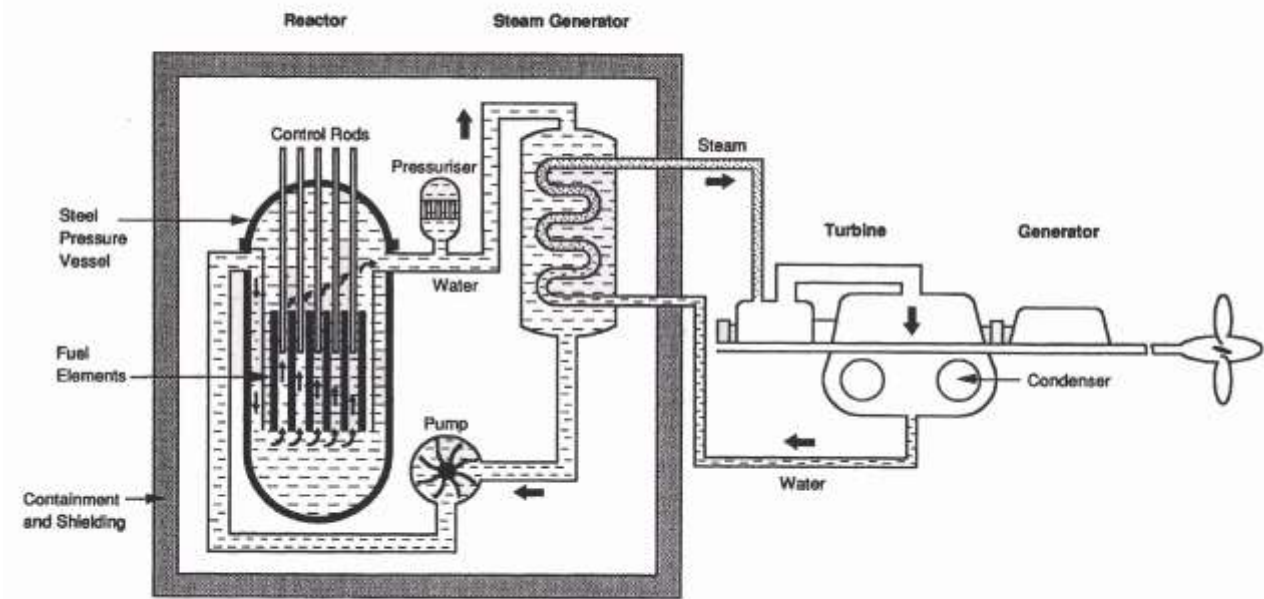 Reactor
Steam Generator
Control Rods
Pressuriser
Steam
Steel
Pressure
Vessel
Turbine
Generator
Water
Fuel
Elements
Condenser
Pump
Water
Containment
and Shielding